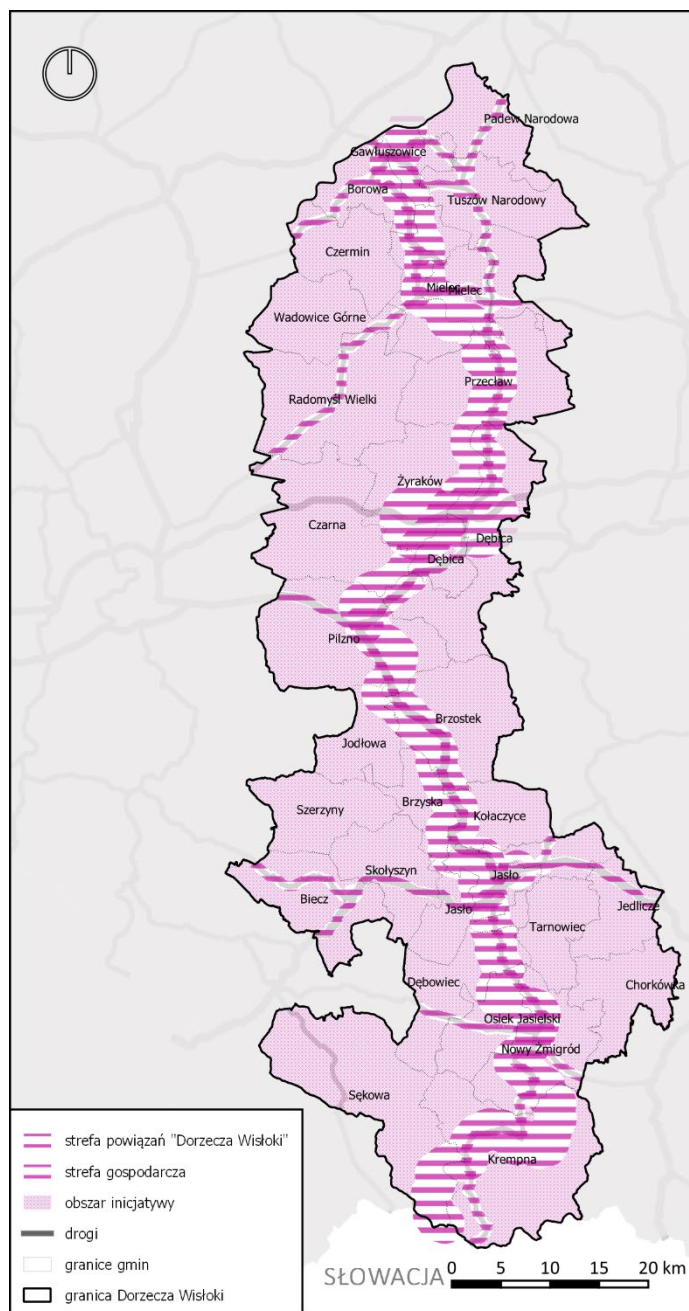 Padew Narodowa
Gawłuszowice
Borowa
Tuszów Narodowy
Czermin
Mielec
Mielec
Wadowice Górne
Przecław
Radomyśl Wielki
Żyraków
Czarna
Dębica
Dębica
Pilzno
Brzostek
Jodłowa
Brzyska
Szerzyny
Kołaczyce
Skołyszyn
Jasło
Biecz
Jasło
Jedlicze
Tarnowiec
Dębowiec
Chorkówka
Osiek Jasielski
Nowy Żmigród
Sękowa
Krempna
strefa powiązań "Dorzecza Wisłoki"
strefa gospodarcza
obszar inicjatywy
drogi
granice gmin
granica Dorzecza Wisłoki
SŁOWACJA
0 5 10 15 20 km